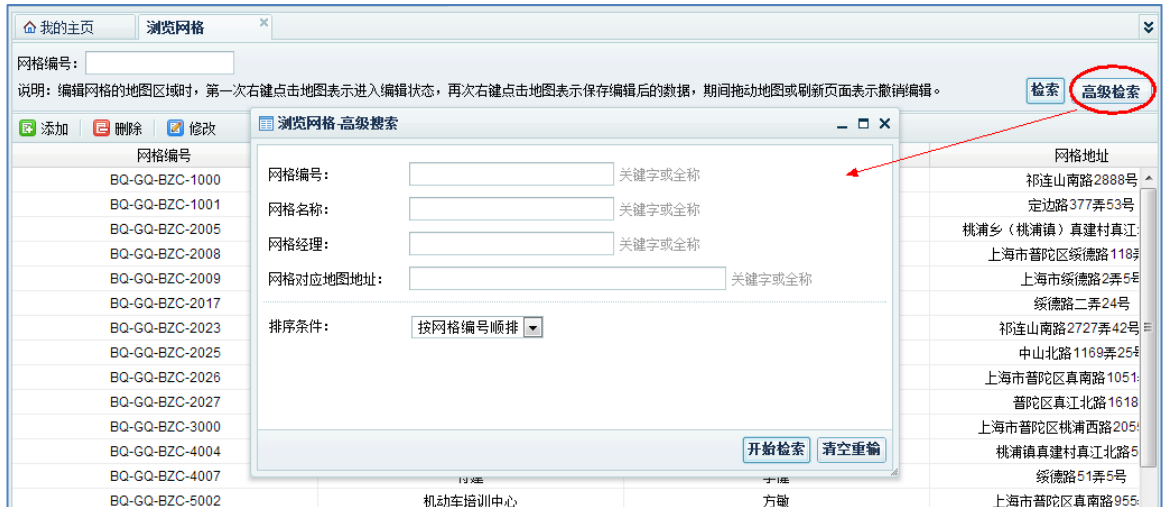 我的主页 浏览网格
网格编号：
说明：编辑网格的地图区域时，第一次右键点击地图表示进入编辑状态，再次右键点击地图表示保存编辑后的数据，期间拖动地图或刷新页面表示撤销编辑。 检索 高级检索
添加 删除 修改
浏览网格-高级搜索
网格编号 网格地址
网格编号： 关键字或全称
网格名称： 关键字或全称
网格经理： 关键字或全称
网格对应地图地址： 关键字或全称
排序条件： 按网格编号顺排
开始检索 清空重输
BQ-GQ-BZC-1000 祁连山南路2888号
BQ-GQ-BZC-1001 定边路377弄53号
BQ-GQ-BZC-2005 桃浦乡（桃浦镇）真建村真江
BQ-GQ-BZC-2008 上海市普陀区绥德路118弄
BQ-GQ-BZC-2009 上海市绥德路2弄5号
BQ-GQ-BZC-2017 绥德路二弄24号
BQ-GQ-BZC-2023 祁连山南路2727弄42号
BQ-GQ-BZC-2025 中山北路1169弄25号
BQ-GQ-BZC-2026 上海市普陀区真南路1051
BQ-GQ-BZC-2027 普陀区真江北路1618
BQ-GQ-BZC-3000 上海市普陀区桃浦西路205
BQ-GQ-BZC-4004 桃浦镇真建村真江北路5
BQ-GQ-BZC-4007 绥德路51弄5号
BQ-GQ-BZC-5002 机动车培训中心 方敏 上海市普陀区真南路955